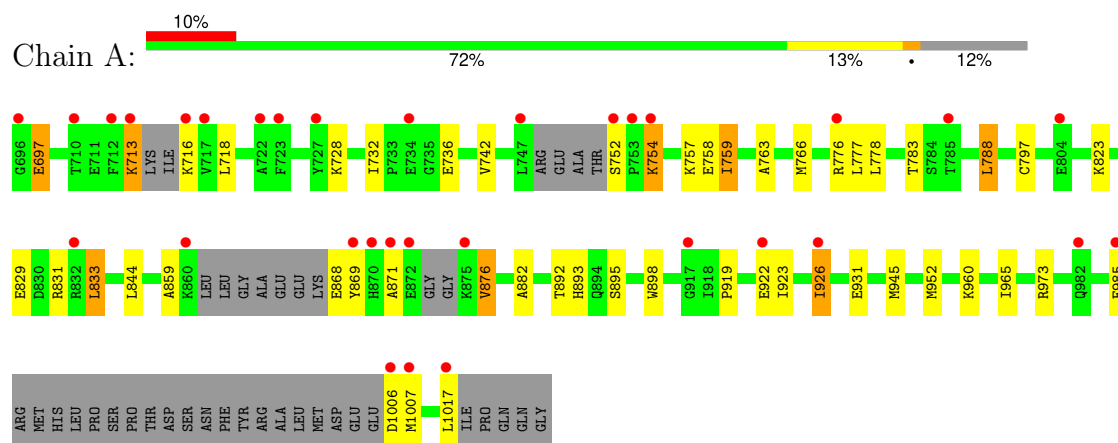 10%
Chain A:
72% 13% • 12%
G696 E697 T710 E711 F712 K713 LYS ILE K716 V717 L718 A722 F723 Y727 K728 I732 P733 E734 G735 E736 V742 L747 ARG GLU ALA THR S752 P753 K754 K757 E758 I759 A763 M766 R776 L777 L778 T783 S784 T785 L788 C797 E804 K823
E829 D830 R831 R832 L833 L844 A859 K860 LEU LEU GLY ALA GLU GLU LYS E868 Y869 H870 A871 E872 GLY GLY K875 V876 A882 T892 H893 Q894 S895 W898 G917 I918 P919 E922 I923 I926 E931 M945 M952 K960 I965 R973 Q982
ARG MET HIS LEU PRO SER PRO THR ASP SER ASN PHE TYR ARG ALA LEU MET ASP GLU GLU D1006 M1007 L1017 ILE PRO GLN GLN GLY